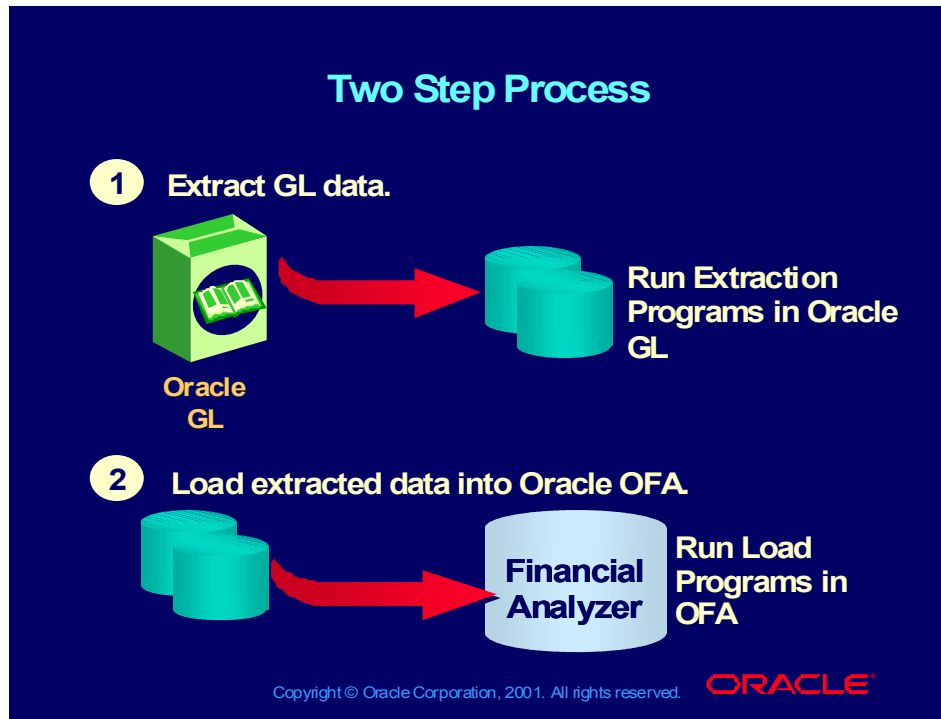 Two Step Process
1
Extract GL data.
Run Extraction
Programs in Oracle
GL
Oracle
GL
2
Load extracted data into Oracle OFA.
Financial
Analyzer
Run Load
Programs in
OFA
Copyright © Oracle Corporation, 2001. All rights reserved.
ORACLE®